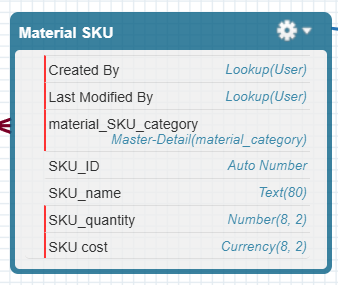 Material SKU
Created By Lookup(User)
Last Modified By Lookup(User)
material_SKU_category
Master-Detail(material_category)
SKU_ID Auto Number
SKU_name Text(80)
SKU_quantity Number(8, 2)
SKU cost Currency(8, 2)